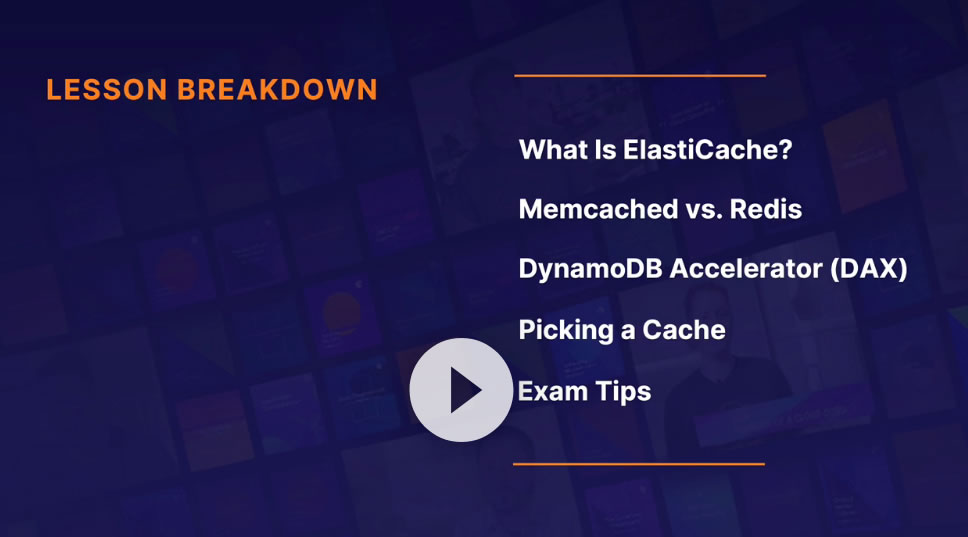 LESSON BREAKDOWN
What Is ElastiCache?
Memcached vs. Redis
DynamoDB Accelerator (DAX)
Picking a Cache
Exam Tips